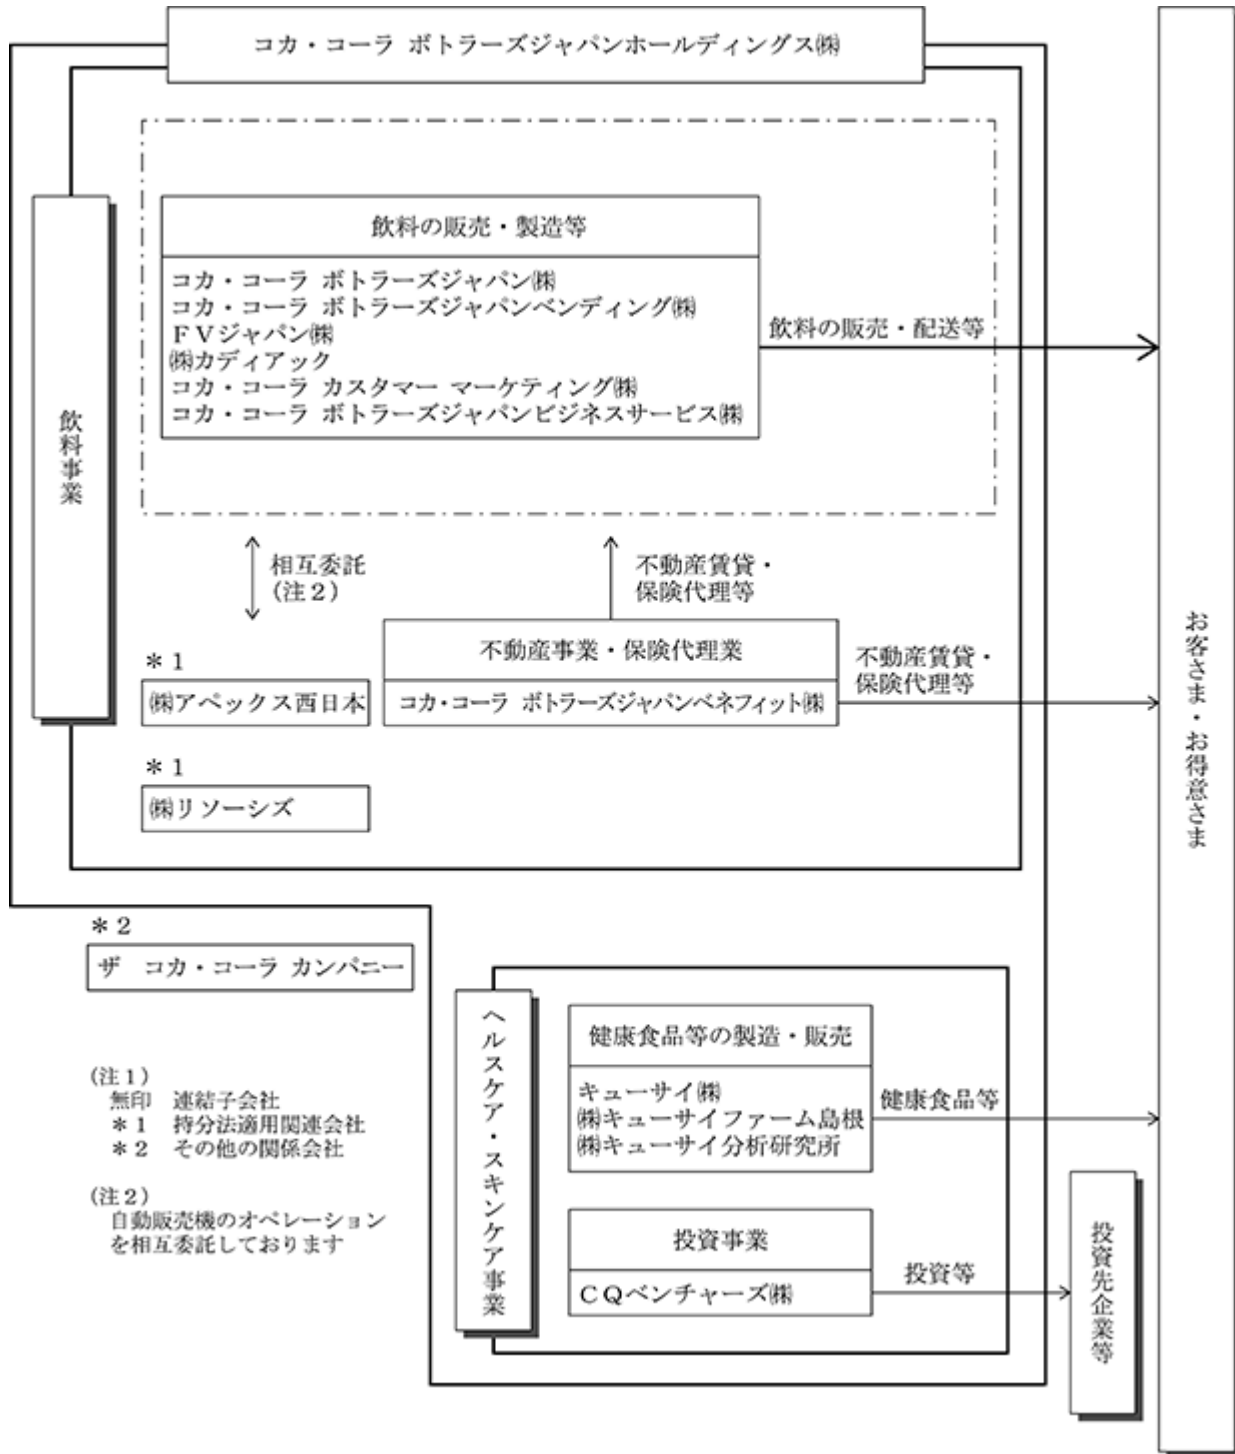 コカ・コーラ ボトラーズジャパンホールディングス㈱
飲料事業
飲料の販売・製造等
コカ・コーラ ボトラーズジャパン㈱
コカ・コーラ ボトラーズジャパンベンディング㈱
ＦＶジャパン㈱
㈱カディアック
コカ・コーラ カスタマー マーケティング㈱
コカ・コーラ ボトラーズジャパンビジネスサービス㈱
飲料の販売・配送等
相互委託
(注２)
不動産賃貸・
保険代理等
不動産事業・保険代理業
コカ・コーラ ボトラーズジャパンベネフィット㈱
不動産賃貸・
保険代理等
＊１
㈱アペックス西日本
＊１
㈱リソーシズ
お客さま・お得意さま
＊２
ザ　コカ・コーラ カンパニー
ヘルスケア・スキンケア事業
健康食品等の製造・販売
キューサイ㈱
㈱キューサイファーム島根
㈱キューサイ分析研究所
健康食品等
投資事業
ＣＱベンチャーズ㈱
投資等
投資先企業等
(注１)
無印　連結子会社
＊１　持分法適用関連会社
＊２　その他の関係会社
(注２)
自動販売機のオペレーション
を相互委託しております